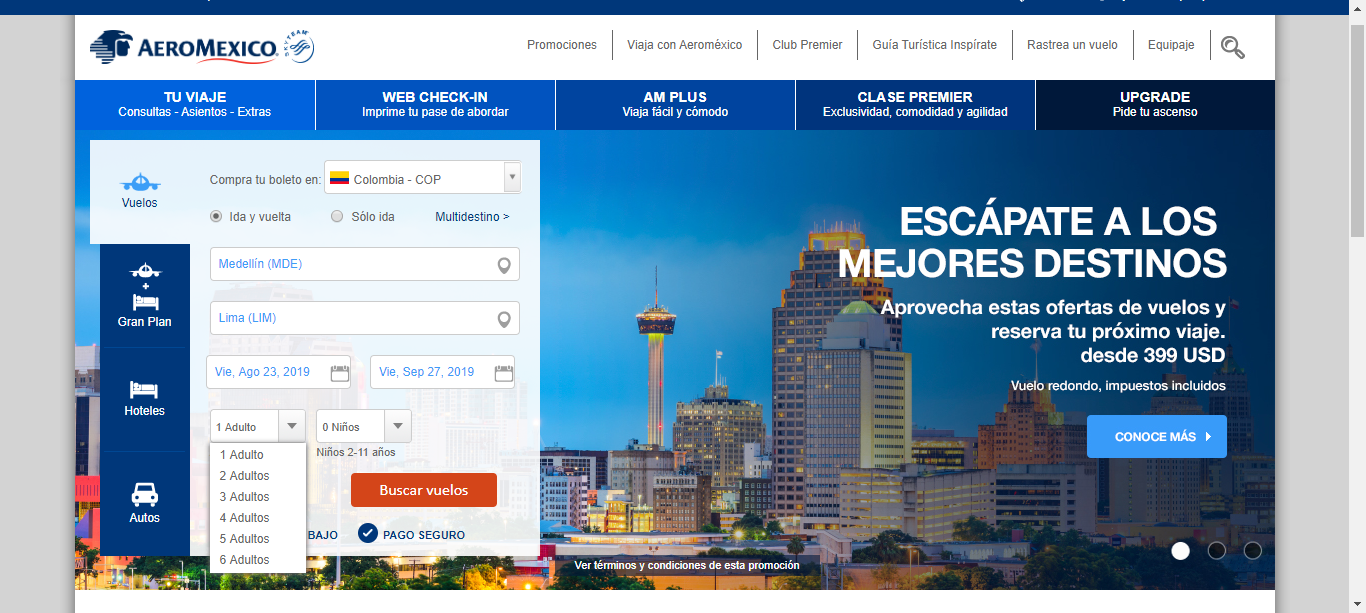 AEROMEXICO
SKYTEAM
Promociones
Viaja con Aeroméxico
Club Premier
Guía Turística Inspírate
Rastrea un vuelo
Equipaje
TU VIAJE
Consultas - Asientos - Extras
WEB CHECK-IN
Imprime tu pase de abordar
AM PLUS
Viaja fácil y cómodo
CLASE PREMIER
Exclusividad, comodidad y agilidad
UPGRADE
Pide tu ascenso
Vuelos
Gran Plan
Hoteles
Autos
Compra tu boleto en:
Colombia - COP
Ida y vuelta
Sólo ida
Multidestino >
Medellín (MDE)
Lima (LIM)
Vie, Ago 23, 2019
Vie, Sep 27, 2019
1 Adulto
0 Niños
Niños 2-11 años
1 Adulto
2 Adultos
3 Adultos
4 Adultos
5 Adultos
6 Adultos
Buscar vuelos
BAJO
PAGO SEGURO
ESCÁPATE A LOS
MEJORES DESTINOS
Aprovecha estas ofertas de vuelos y
reserva tu próximo viaje.
desde 399 USD
Vuelo redondo, impuestos incluidos
CONOCE MÁS
Ver términos y condiciones de esta promoción